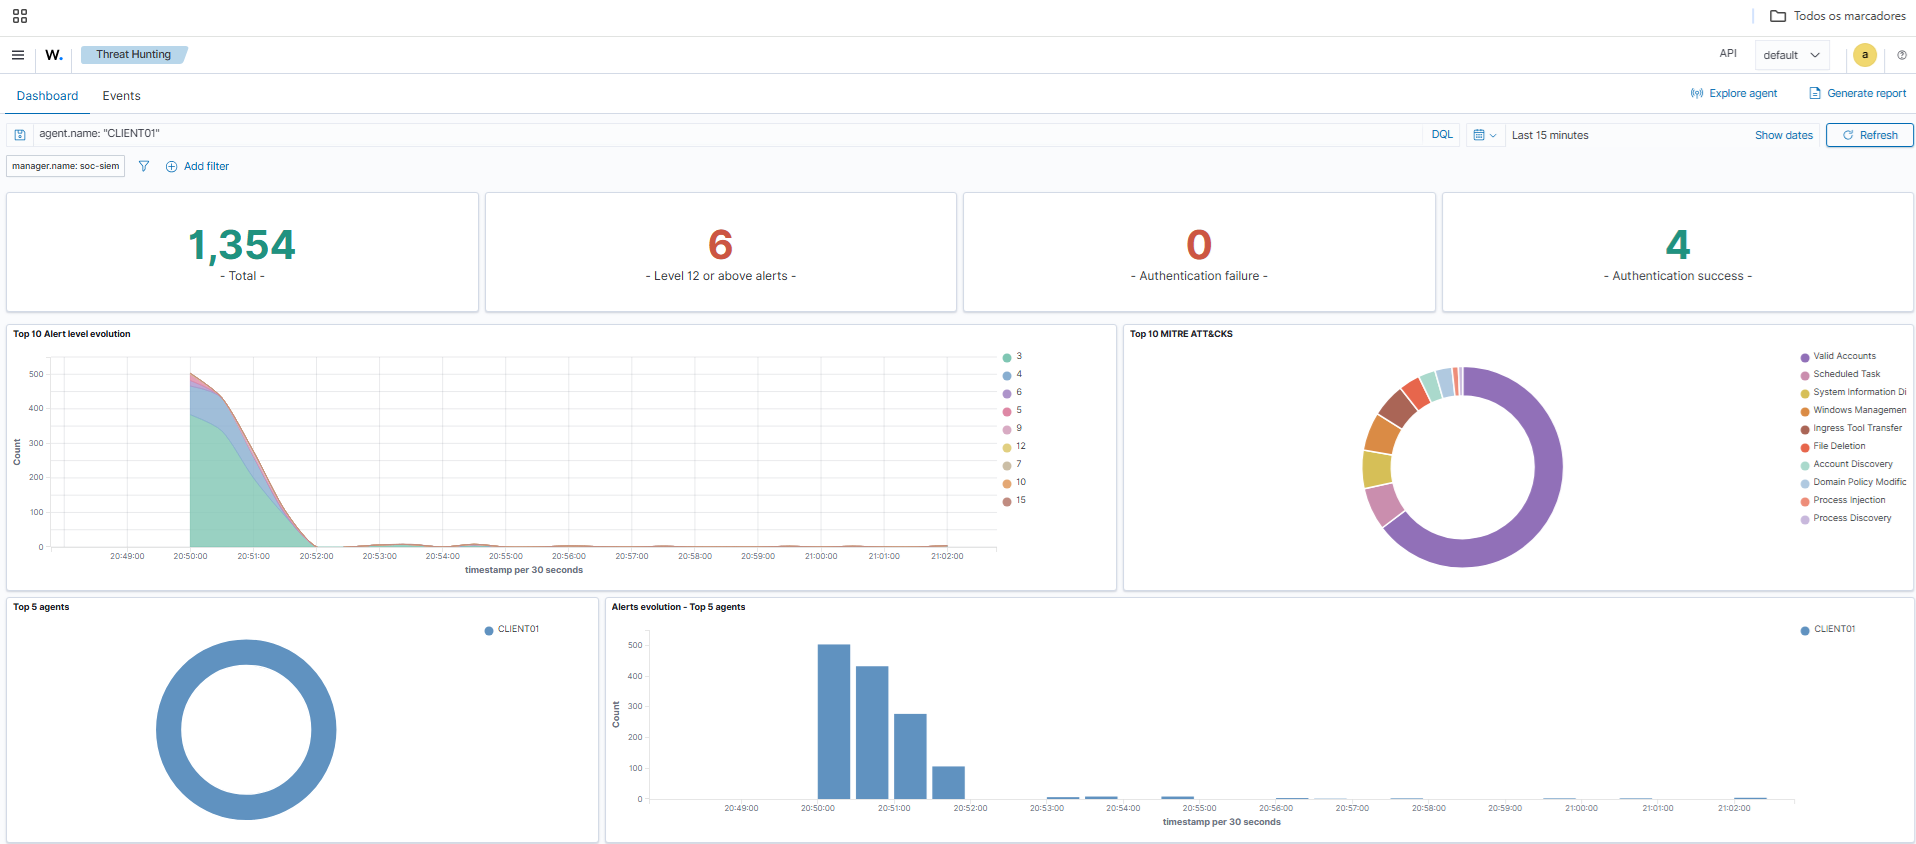 Todos os marcadores
W. Threat Hunting API default a
Dashboard Events Explore agent Generate report
agent.name: "CLIENT01" DQL Last 15 minutes Show dates Refresh
manager.name: soc-siem Add filter
1,354
- Total -
6
- Level 12 or above alerts -
0
- Authentication failure -
4
- Authentication success -
Top 10 Alert level evolution
Count
500
400
300
200
100
0
20:49:00 20:50:00 20:51:00 20:52:00 20:53:00 20:54:00 20:55:00 20:56:00 20:57:00 20:58:00 20:59:00 21:00:00 21:01:00 21:02:00
timestamp per 30 seconds
3
4
6
5
9
12
7
10
15
Top 10 MITRE ATT&CKS
Valid Accounts
Scheduled Task
System Information Di
Windows Managemen
Ingress Tool Transfer
File Deletion
Account Discovery
Domain Policy Modific
Process Injection
Process Discovery
Top 5 agents
CLIENT01
Alerts evolution - Top 5 agents
CLIENT01
Count
500
400
300
200
100
0
20:49:00 20:50:00 20:51:00 20:52:00 20:53:00 20:54:00 20:55:00 20:56:00 20:57:00 20:58:00 20:59:00 21:00:00 21:01:00 21:02:00
timestamp per 30 seconds